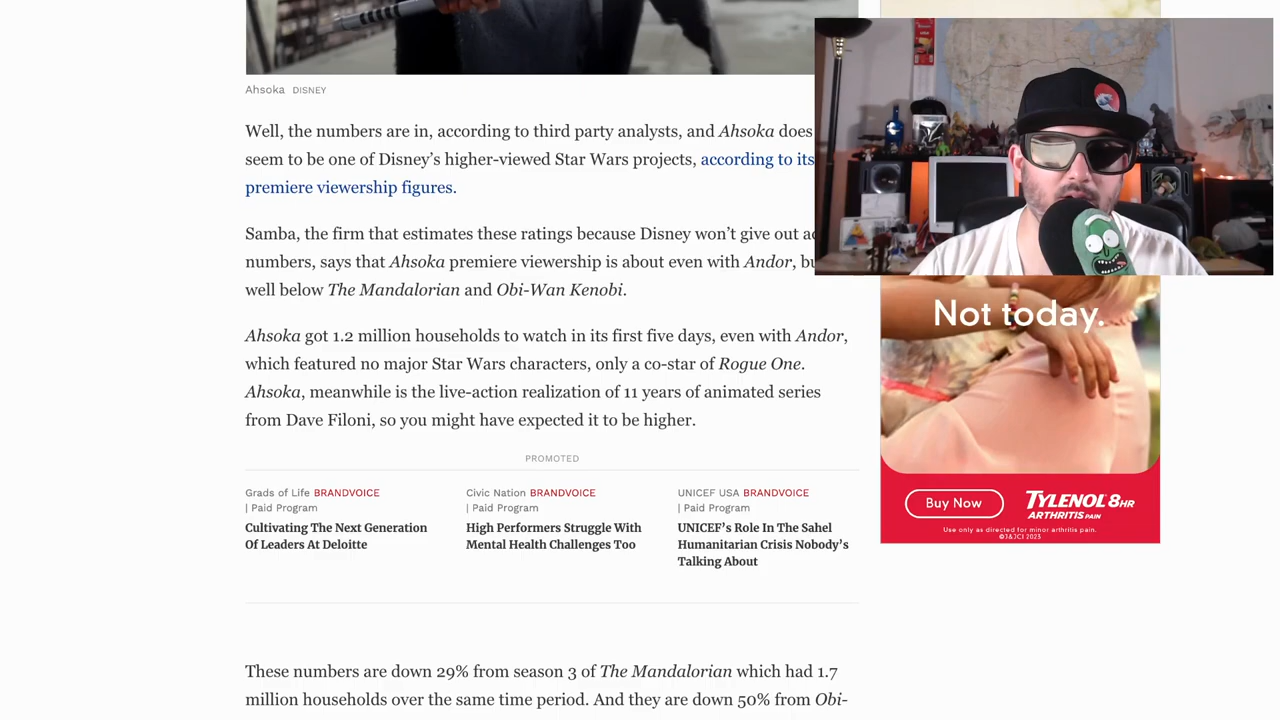 Ahsoka DISNEY
Well, the numbers are in, according to third party analysts, and Ahsoka does
seem to be one of Disney’s higher-viewed Star Wars projects, according to its
premiere viewership figures.
Samba, the firm that estimates these ratings because Disney won’t give out
numbers, says that Ahsoka premiere viewership is about even with Andor,
well below The Mandalorian and Obi-Wan Kenobi.
Ahsoka got 1.2 million households to watch in its first five days, even with Andor,
which featured no major Star Wars characters, only a co-star of Rogue One.
Ahsoka, meanwhile is the live-action realization of 11 years of animated series
from Dave Filoni, so you might have expected it to be higher.
PROMOTED
Grads of Life BRANDVOICE
| Paid Program
Cultivating The Next Generation
Of Leaders At Deloitte
Civic Nation BRANDVOICE
| Paid Program
High Performers Struggle With
Mental Health Challenges Too
UNICEF USA BRANDVOICE
| Paid Program
UNICEF’s Role In The Sahel
Humanitarian Crisis Nobody’s
Talking About
These numbers are down 29% from season 3 of The Mandalorian which had 1.7
million households over the same time period. And they are down 50% from Obi-
Not today.
Buy Now
TYLENOL 8HR
ARTHRITIS PAIN
Use only as directed for minor arthritis pain.
©J&JCI 2023